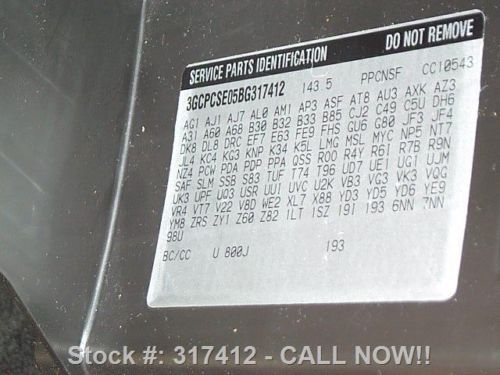 SERVICE PARTS IDENTIFICATION DO NOT REMOVE
3GCPCSE05BG317412 143.5 PPCNSF CC10543
AG1 AJ1 AJ7 AL0 AM1 AP3 ASF AT8 AU3 AXK AZ3
A31 A60 A68 B30 B32 B33 B85 CJ2 C49 C5U DH6
DK8 DL8 DRC EF7 E63 FE9 FHS GU6 G80 JF3 JF4
JL4 KC4 KG3 KNP K34 K5L LMG MSL MYC NP5 NT7
NZ4 PCW PDA PDP PPA QSS R00 R4Y R6I R7B R9N
SAF SLM SSB S83 TUF T74 T96 UD7 UE1 UG1 UJM
UK3 UPF UQ3 USR UU1 UVC U2K VB3 VG3 VK3 VQC
VR4 VT7 V22 V8D WE2 XL7 X88 YD3 YD5 YD6 YE9
YM8 ZRS ZY1 Z60 Z82 1LT 1SZ 19I 193 6NN 7NN
98U
BC/CC U 800J 193
Stock #: 317412 - CALL NOW!!